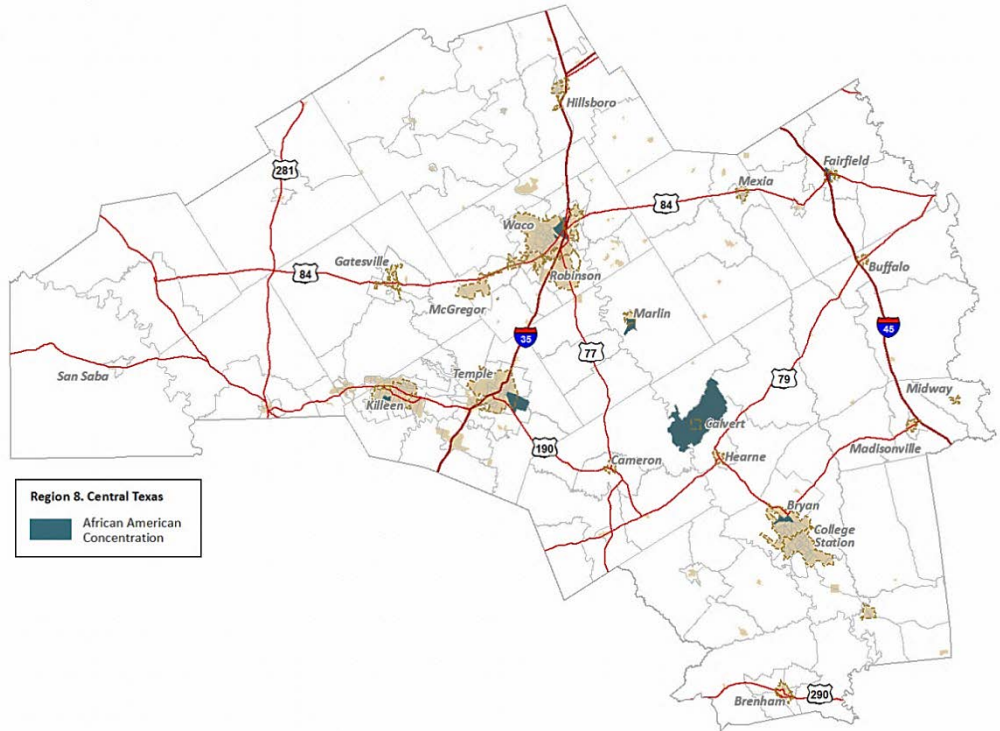 Hillsboro
Fairfield
281
Mexia
84
Waco
Gatesville
84
Robinson
Buffalo
McGregor
Marlin
35
45
77
San Saba
Temple
79
Killeen
Midway
Calvert
190
Madisonville
Cameron
Hearne
Region 8. Central Texas
African American
Concentration
Bryan
College
Station
Brenham
290